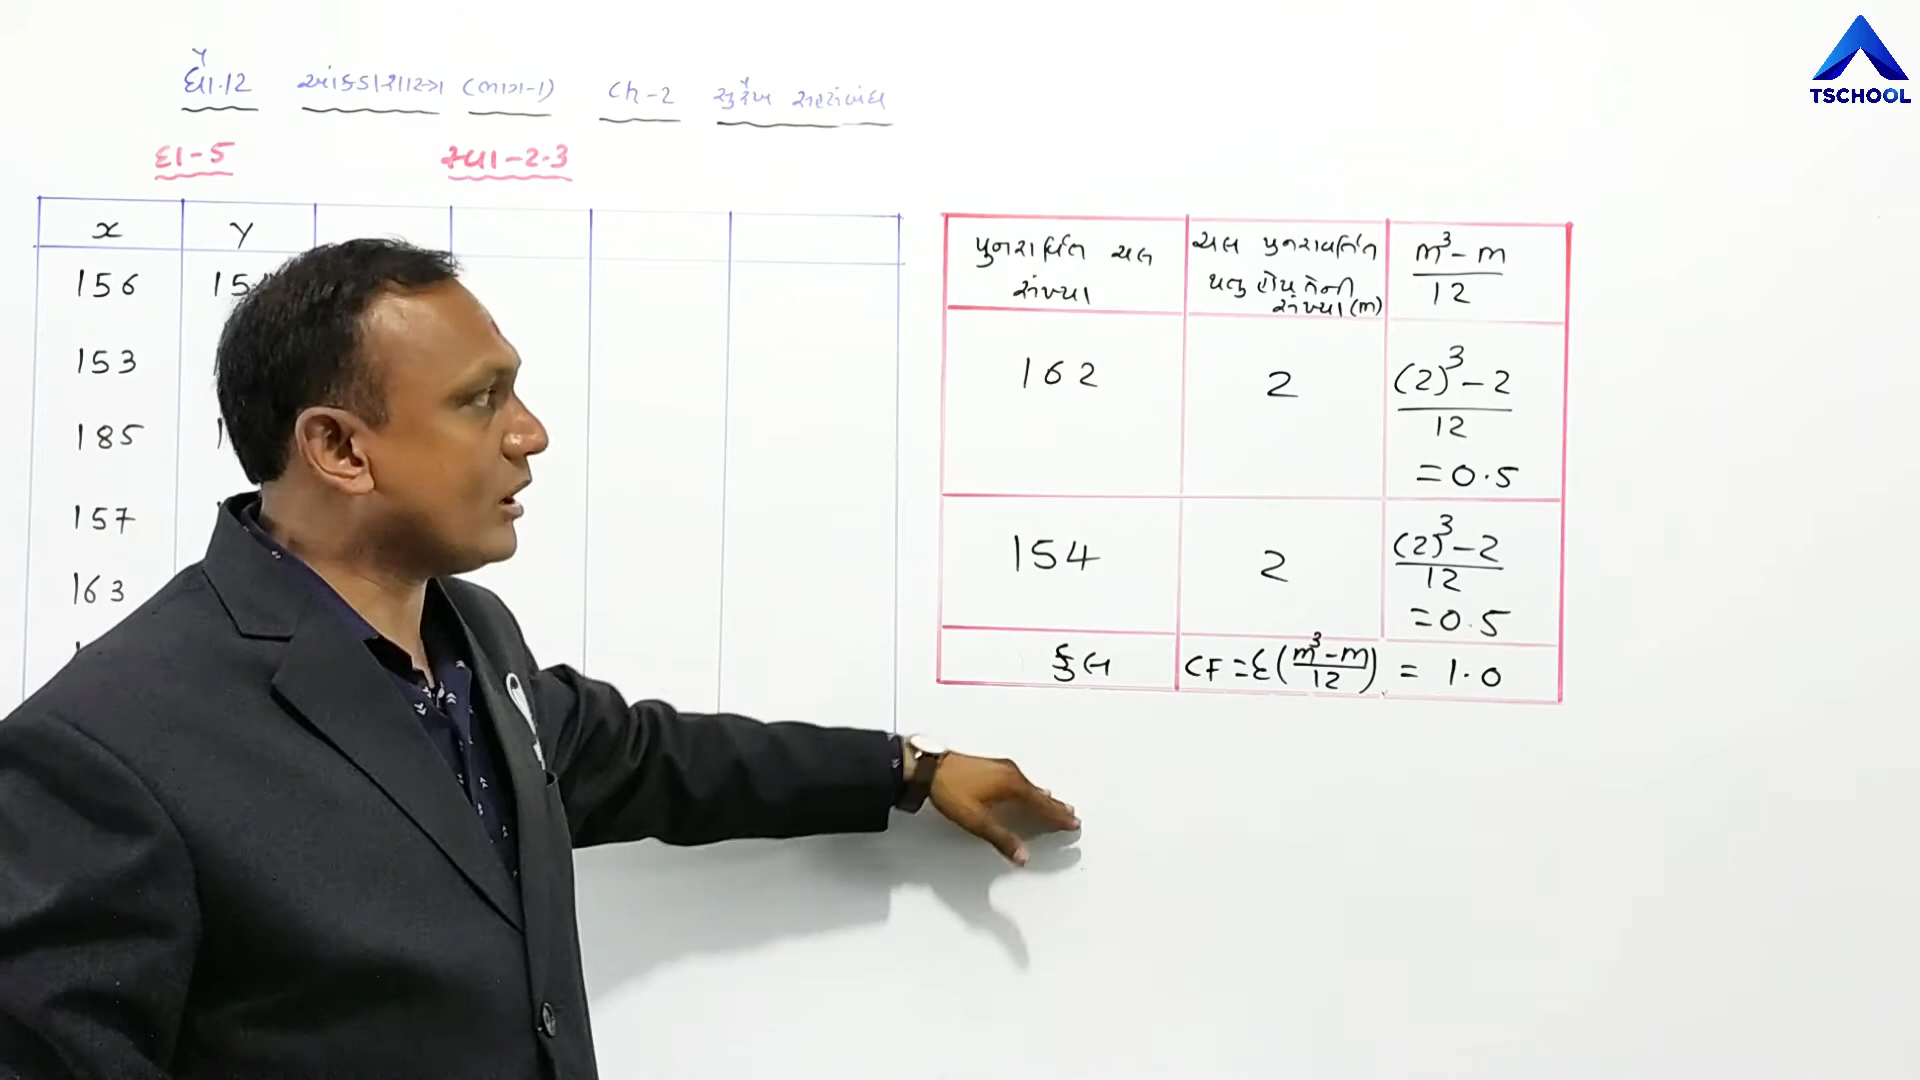 ધો.12 આંકડાશાસ્ત્ર (ભાગ-1) Ch-2 સુરેખ સહસંબંધ
દા-5 સ્વા-2.3
x y
156
153
185
157
163
પુનરાવર્તિત ચલ સંખ્યા
ચલ પુનરાવર્તિત થતુ હોય તેની સંખ્યા (m)
m³ - m / 12
162 2 (2)³ - 2 / 12 = 0.5
154 2 (2)³ - 2 / 12 = 0.5
કુલ CF = Σ(m³ - m / 12) = 1.0
TSCHOOL